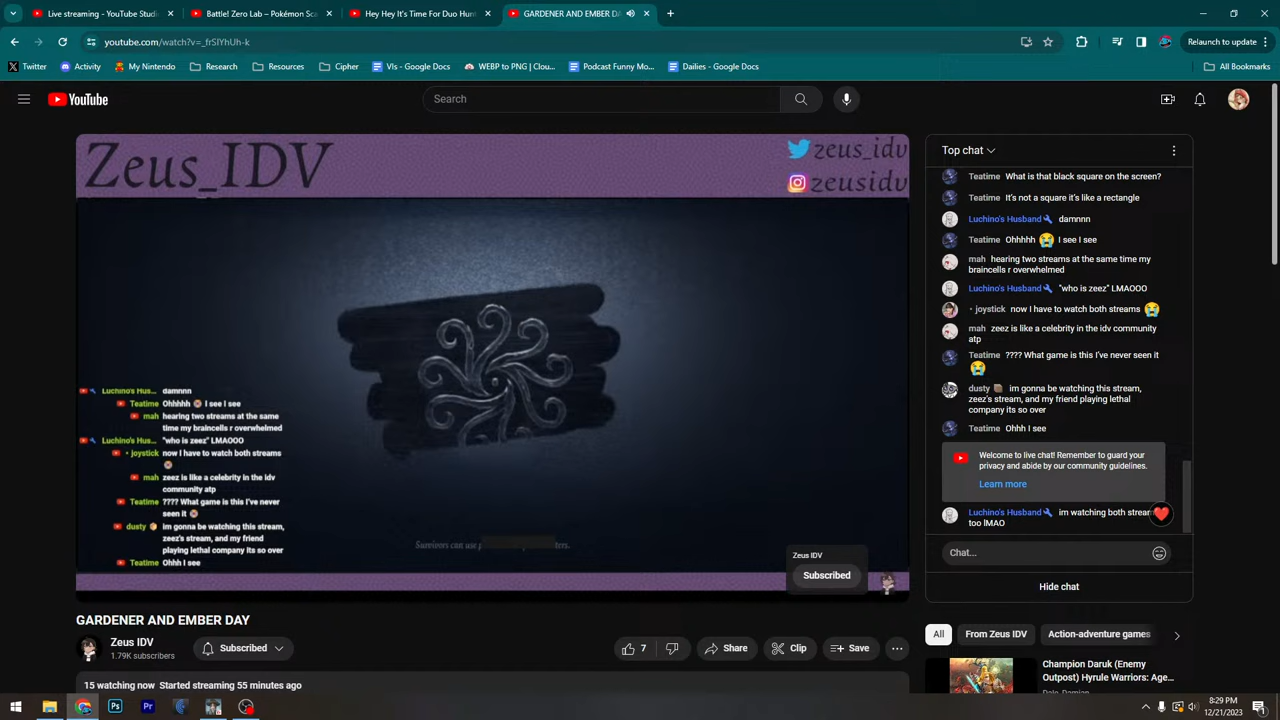 Live streaming - YouTube Studi
Battle! Zero Lab – Pokémon Sca
Hey Hey It's Time For Duo Hunt
GARDENER AND EMBER DA
youtube.com/watch?v=_frSlYhUh-k
Relaunch to update
Twitter
Activity
My Nintendo
Research
Resources
Cipher
VIs - Google Docs
WEBP to PNG | Clou...
Podcast Funny Mo...
Dailies - Google Docs
All Bookmarks
YouTube
Search
Zeus_IDV
zeus_idv
zeusidv
Luchino's Hus... damnnn
Teatime Ohhhhh I see I see
mah hearing two streams at the same
time my braincells r overwhelmed
Luchino's Hus... "who is zeez" LMAOOO
• joystick now I have to watch both streams
mah zeez is like a celebrity in the idv
community atp
Teatime ???? What game is this I've never
seen it
dusty im gonna be watching this stream,
zeez's stream, and my friend
playing lethal company its so over
Teatime Ohhh I see
Survivors can use
ters.
Zeus IDV
Subscribed
Top chat
Teatime What is that black square on the screen?
Teatime It's not a square it's like a rectangle
Luchino's Husband damnnn
Teatime Ohhhhh 😭 I see I see
mah hearing two streams at the same time my
braincells r overwhelmed
Luchino's Husband "who is zeez" LMAOOO
• joystick now I have to watch both streams 😭
mah zeez is like a celebrity in the idv community
atp
Teatime ???? What game is this I've never seen it
😭
dusty im gonna be watching this stream,
zeez's stream, and my friend playing lethal
company its so over
Teatime Ohhh I see
Welcome to live chat! Remember to guard your
privacy and abide by our community guidelines.
Learn more
Luchino's Husband im watching both stream
too lMAO
Chat...
Hide chat
GARDENER AND EMBER DAY
Zeus IDV
1.79K subscribers
Subscribed
7
Share
Clip
Save
15 watching now Started streaming 55 minutes ago
All
From Zeus IDV
Action-adventure games
Champion Daruk (Enemy
Outpost) Hyrule Warriors: Age...
Ps
Pr
8:29 PM
12/21/2023
1